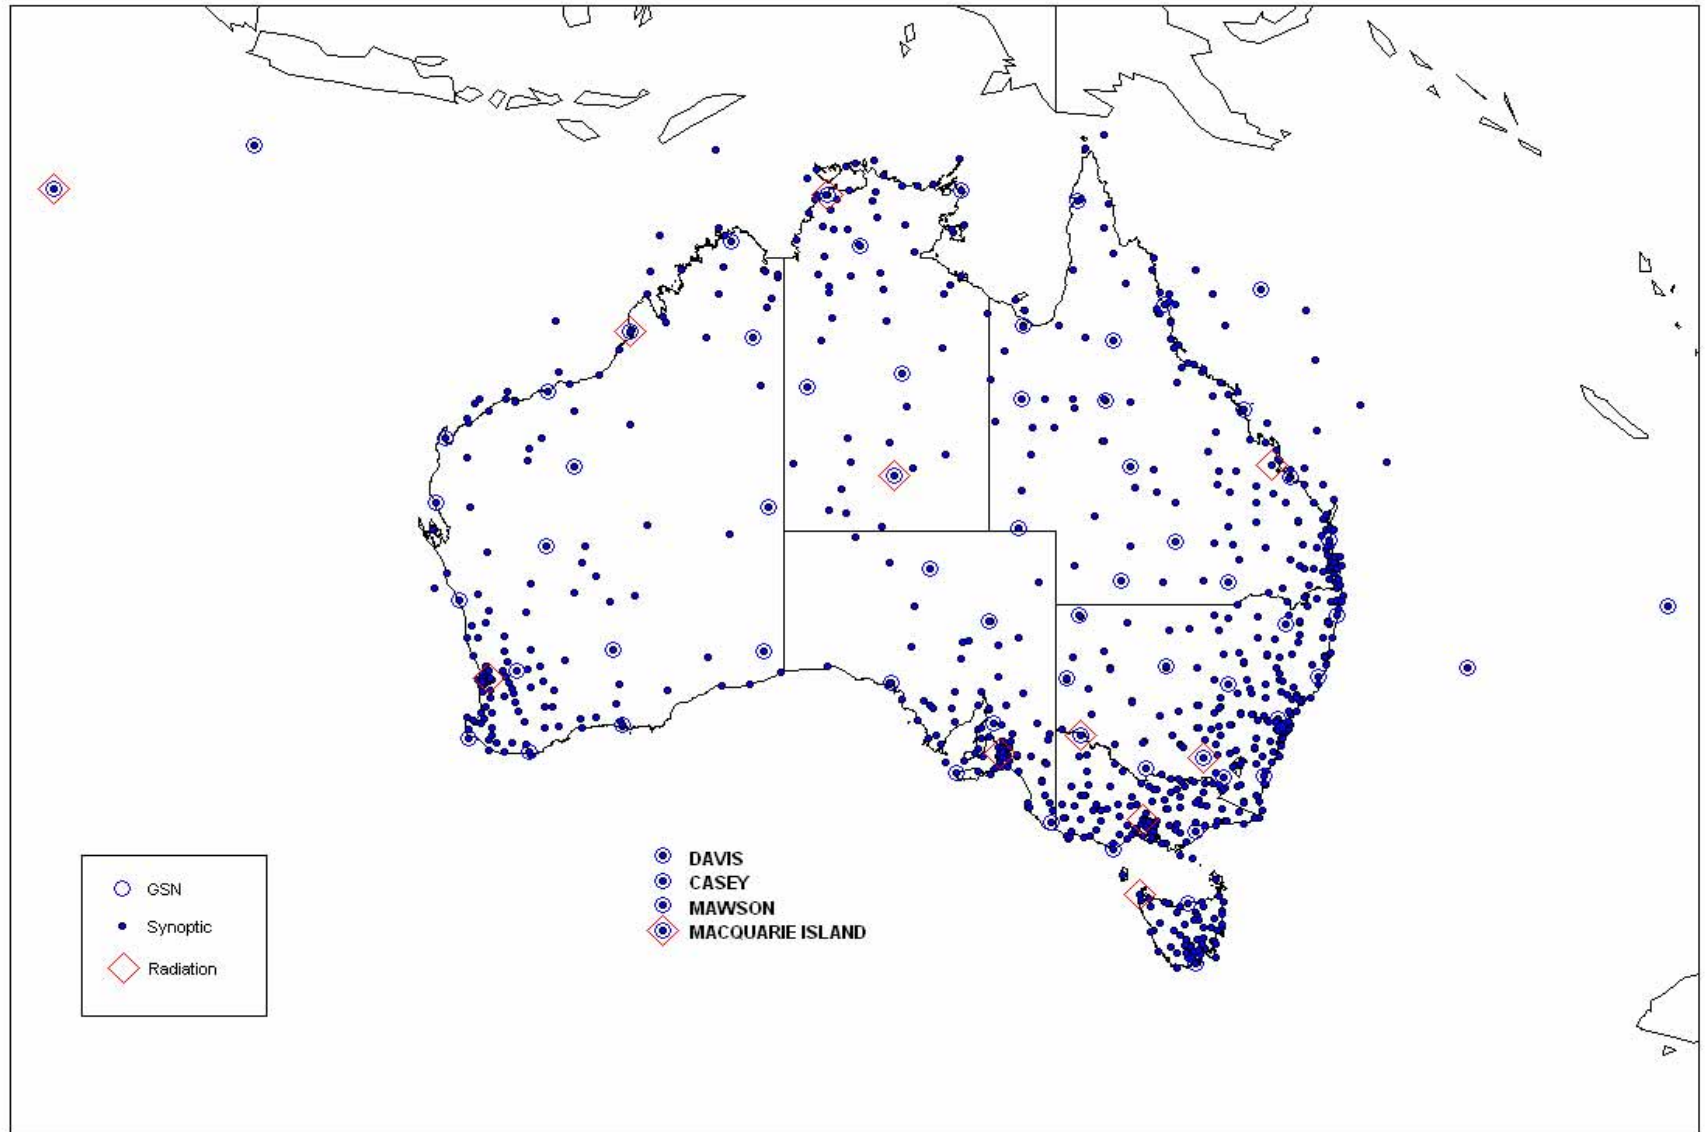 DAVIS
CASEY
MAWSON
MACQUARIE ISLAND
GSN
Synoptic
Radiation